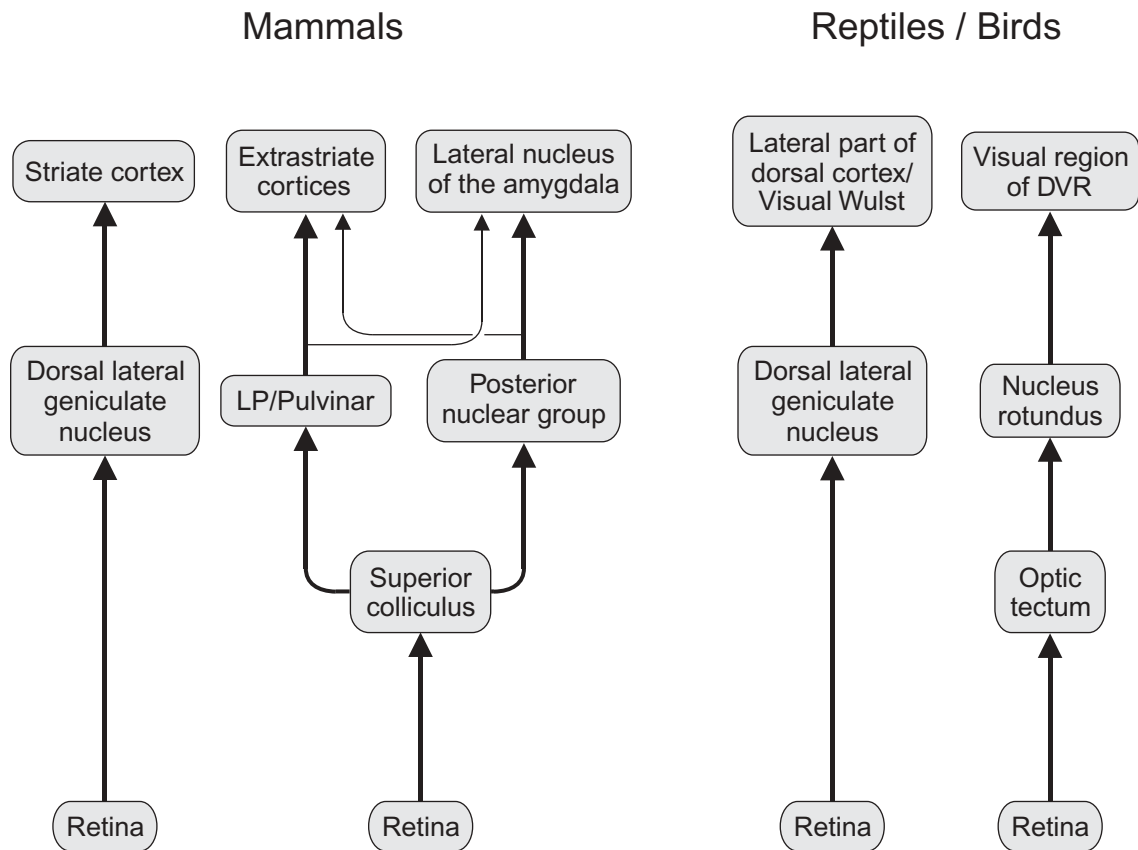 Mammals
Reptiles / Birds
Striate cortex
Extrastriate
cortices
Lateral nucleus
of the amygdala
Lateral part of
dorsal cortex/
Visual Wulst
Visual region
of DVR
Dorsal lateral
geniculate
nucleus
LP/Pulvinar
Posterior
nuclear group
Dorsal lateral
geniculate
nucleus
Nucleus
rotundus
Superior
colliculus
Optic
tectum
Retina
Retina
Retina
Retina